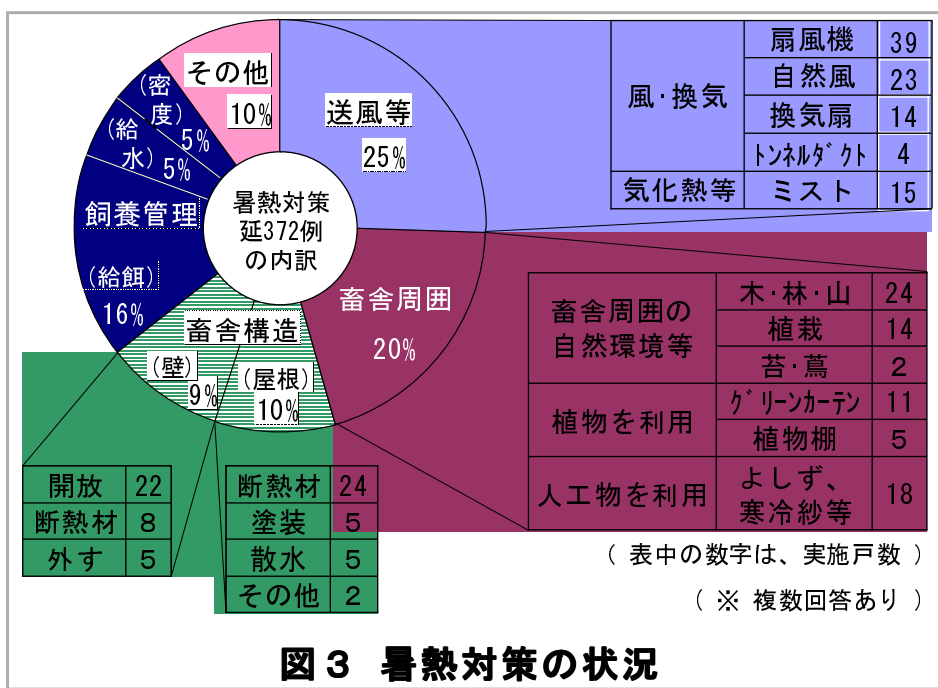 暑熱対策
延372例
の内訳
送風等
25%
畜舎周囲
20%
畜舎構造
(屋根)
10%
(壁)
9%
飼養管理
(給餌)
16%
(給水)
5%
(密度)
5%
その他
10%
風・換気 扇風機 39
自然風 23
換気扇 14
ﾄﾝﾈﾙﾀﾞｸﾄ 4
気化熱等 ミスト 15
畜舎周囲の
自然環境等
木・林・山 24
植栽 14
苔・蔦 2
植物を利用
ｸﾞﾘｰﾝｶｰﾃﾝ 11
植物棚 5
人工物を利用
よしず、
寒冷紗等
18
開放 22
断熱材 8
外す 5
断熱材 24
塗装 5
散水 5
その他 2
( 表中の数字は、実施戸数 )
( ※ 複数回答あり )
図３ 暑熱対策の状況